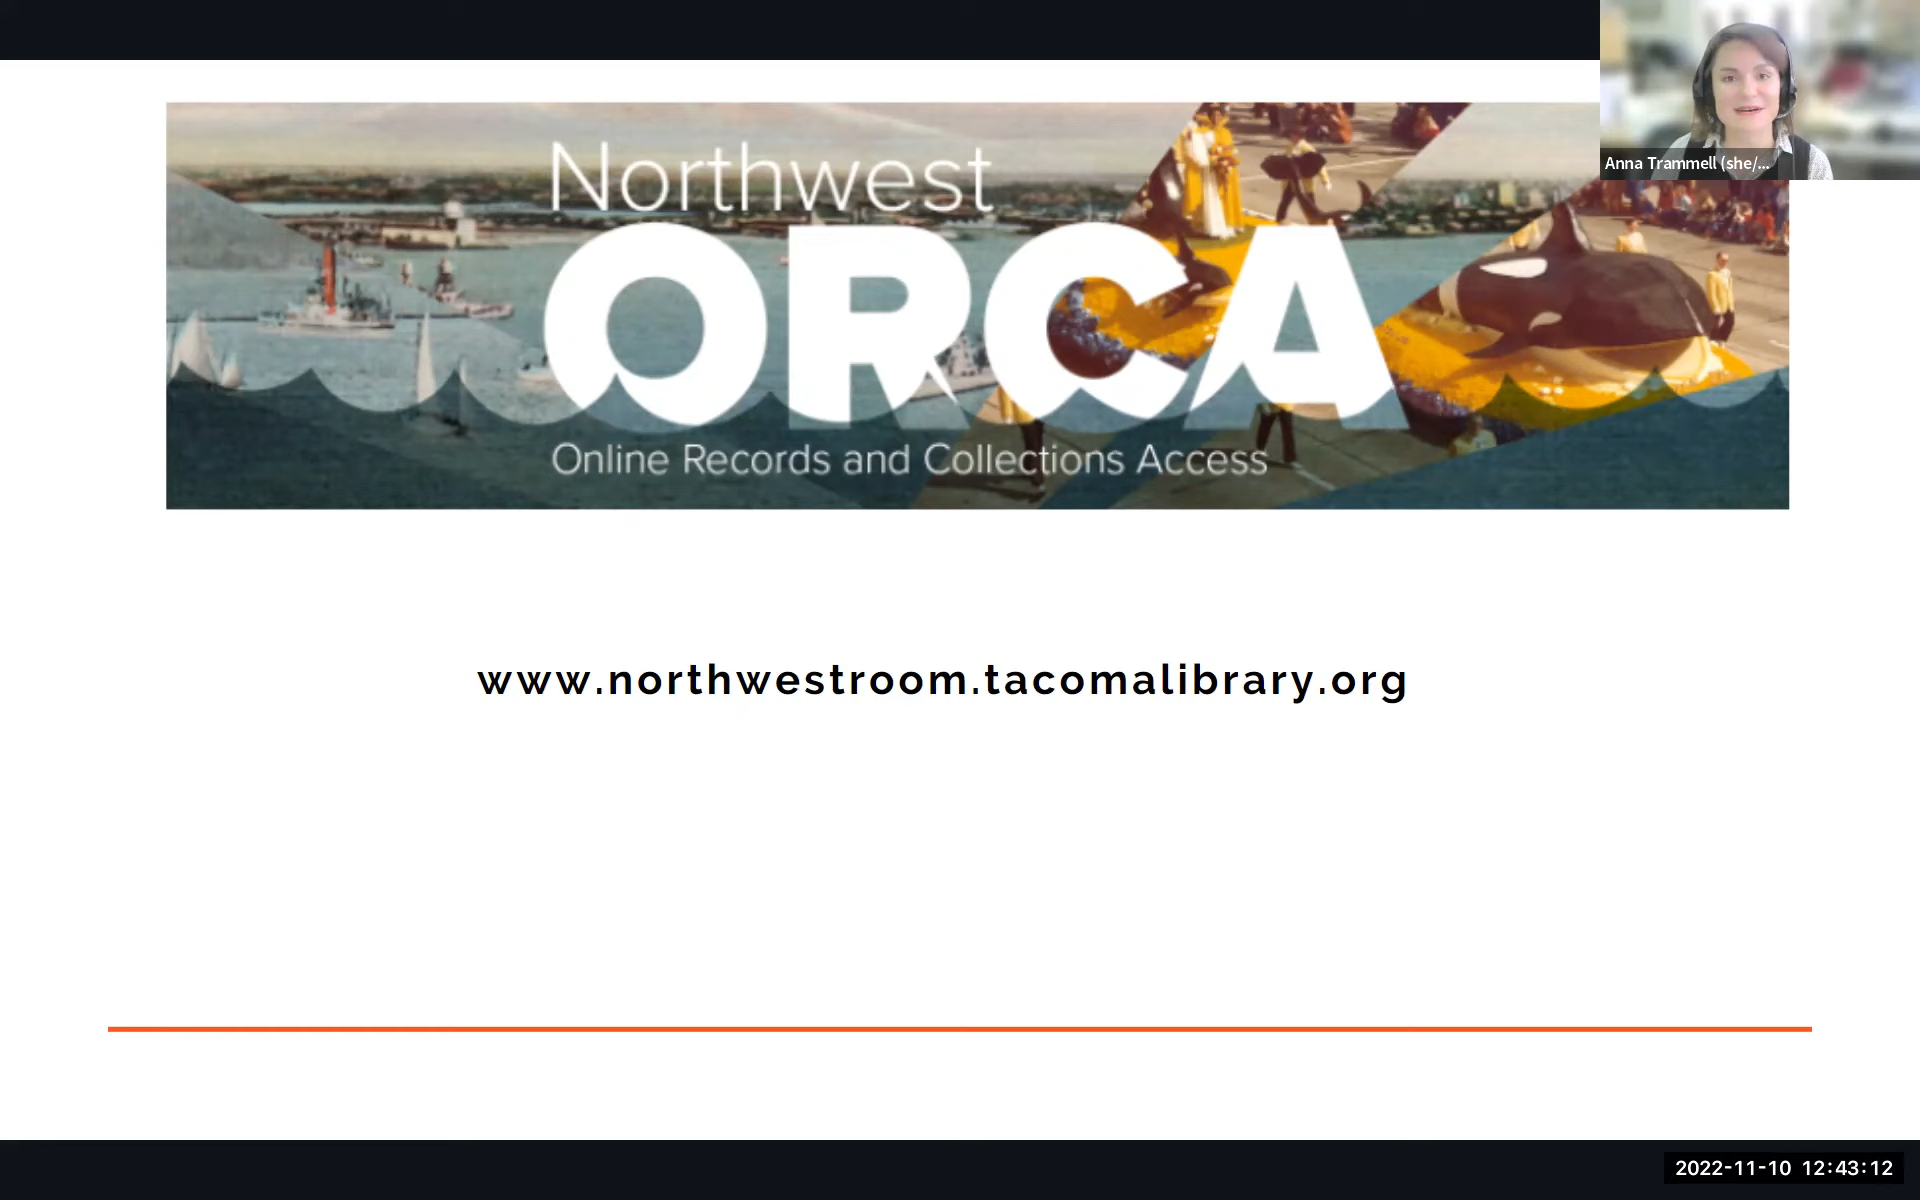 Anna Trammell (she/...
Northwest
ORCA
Online Records and Collections Access
www.northwestroom.tacomalibrary.org
2022-11-10 12:43:12